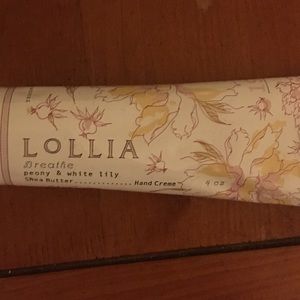 LOLLIA
Breathe
peony & white lily
Shea Butter............. Hand Creme 4 oz